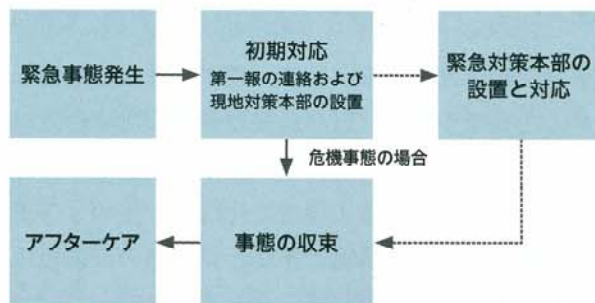 緊急事態発生
初期対応
第一報の連絡および
現地対策本部の設置
緊急対策本部の
設置と対応
危機事態の場合
アフターケア
事態の収束